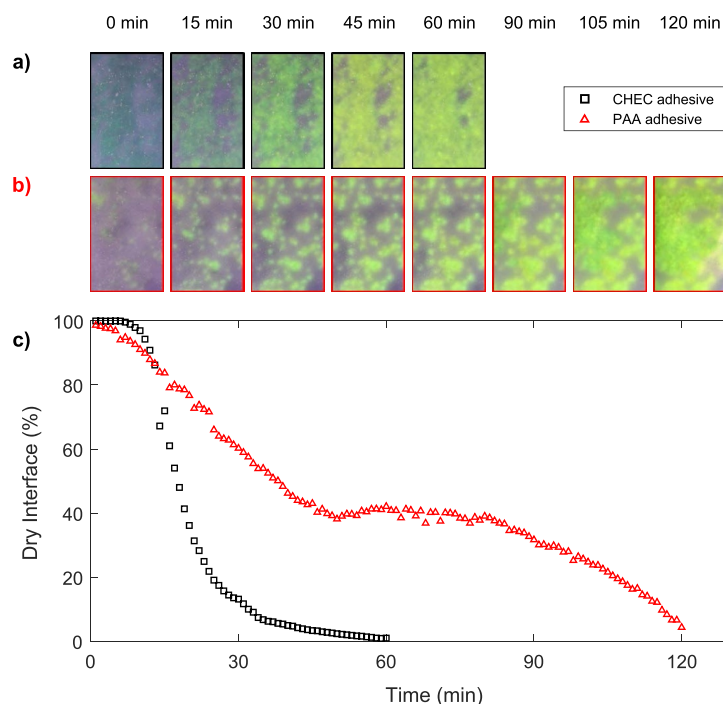 0 min 15 min 30 min 45 min 60 min 90 min 105 min 120 min
a)
CHEC adhesive
PAA adhesive
b)
c)
100
80
60
40
20
0
Dry Interface (%)
0 30 60 90 120
Time (min)